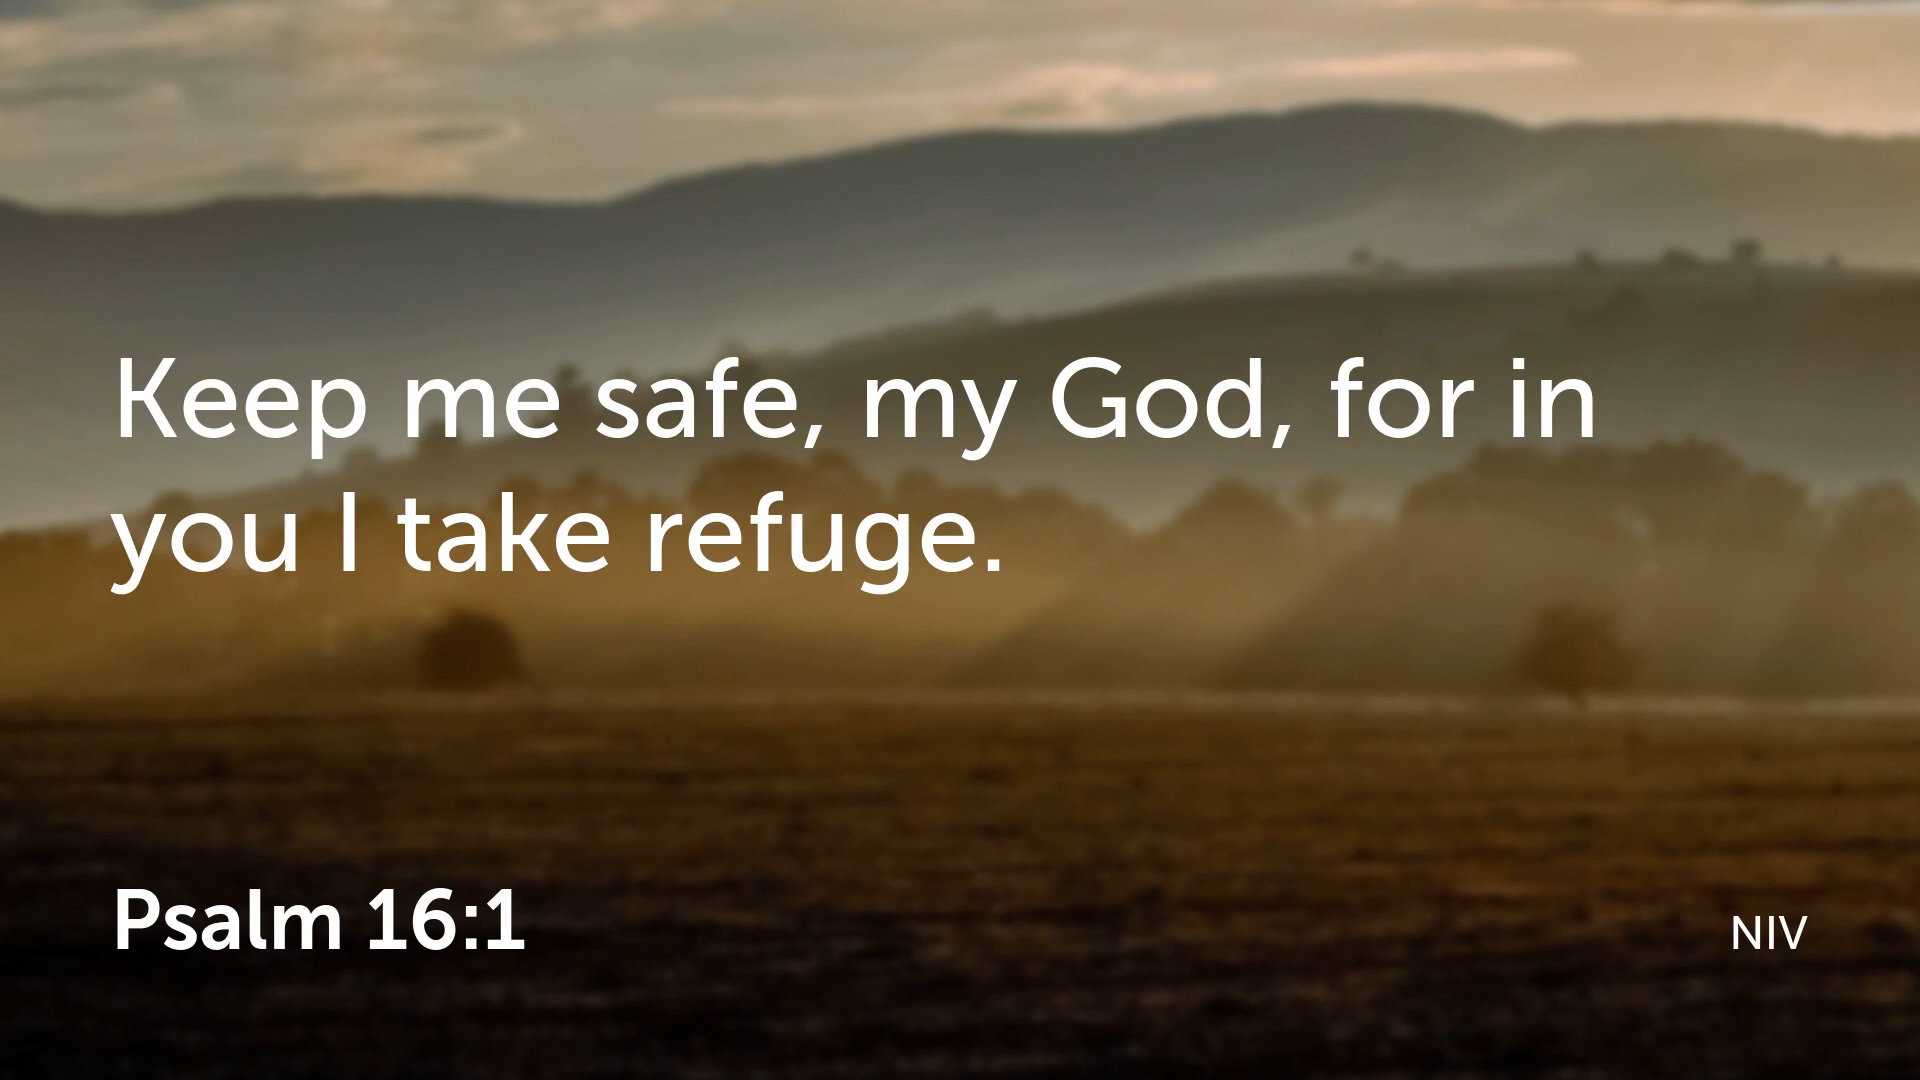 Keep me safe, my God, for in
you I take refuge.
Psalm 16:1
NIV